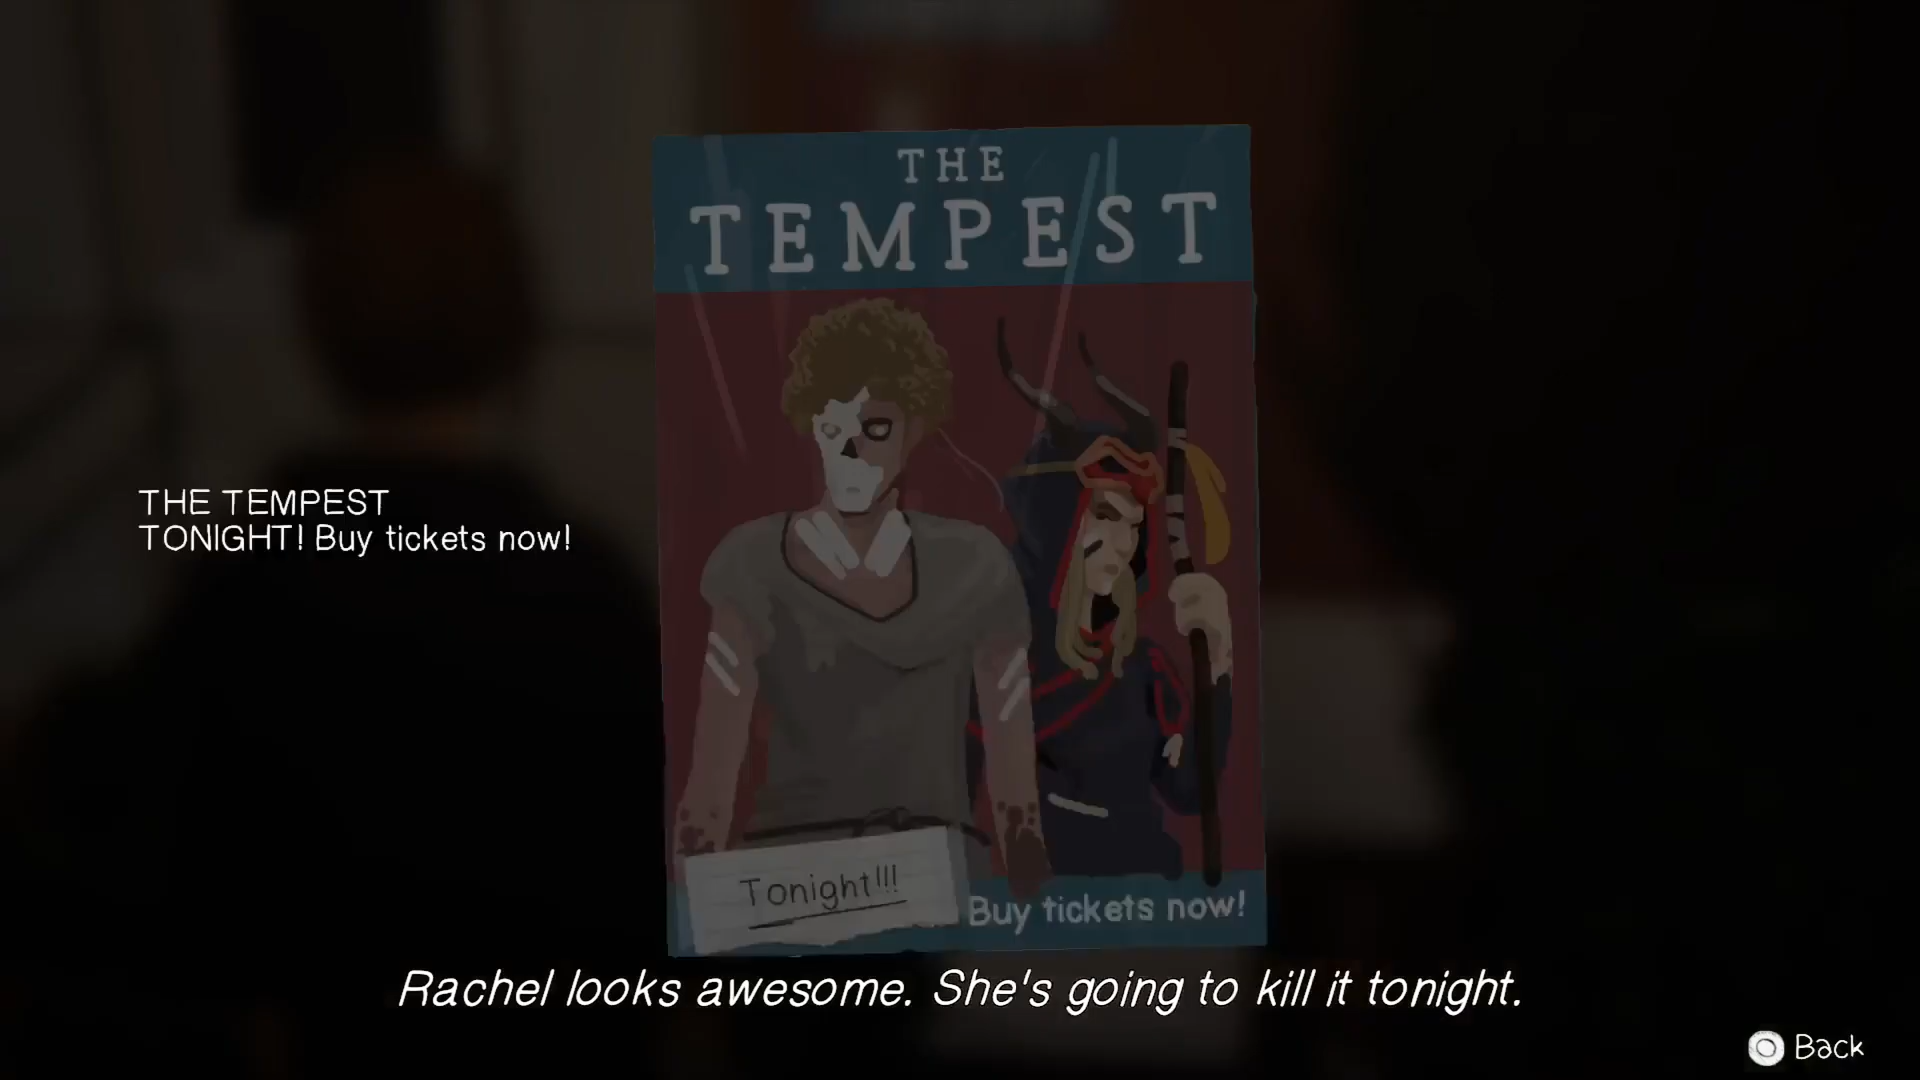 THE
TEMPEST
THE TEMPEST
TONIGHT! Buy tickets now!
Tonight!!!
Buy tickets now!
Rachel looks awesome. She's going to kill it tonight.
Back